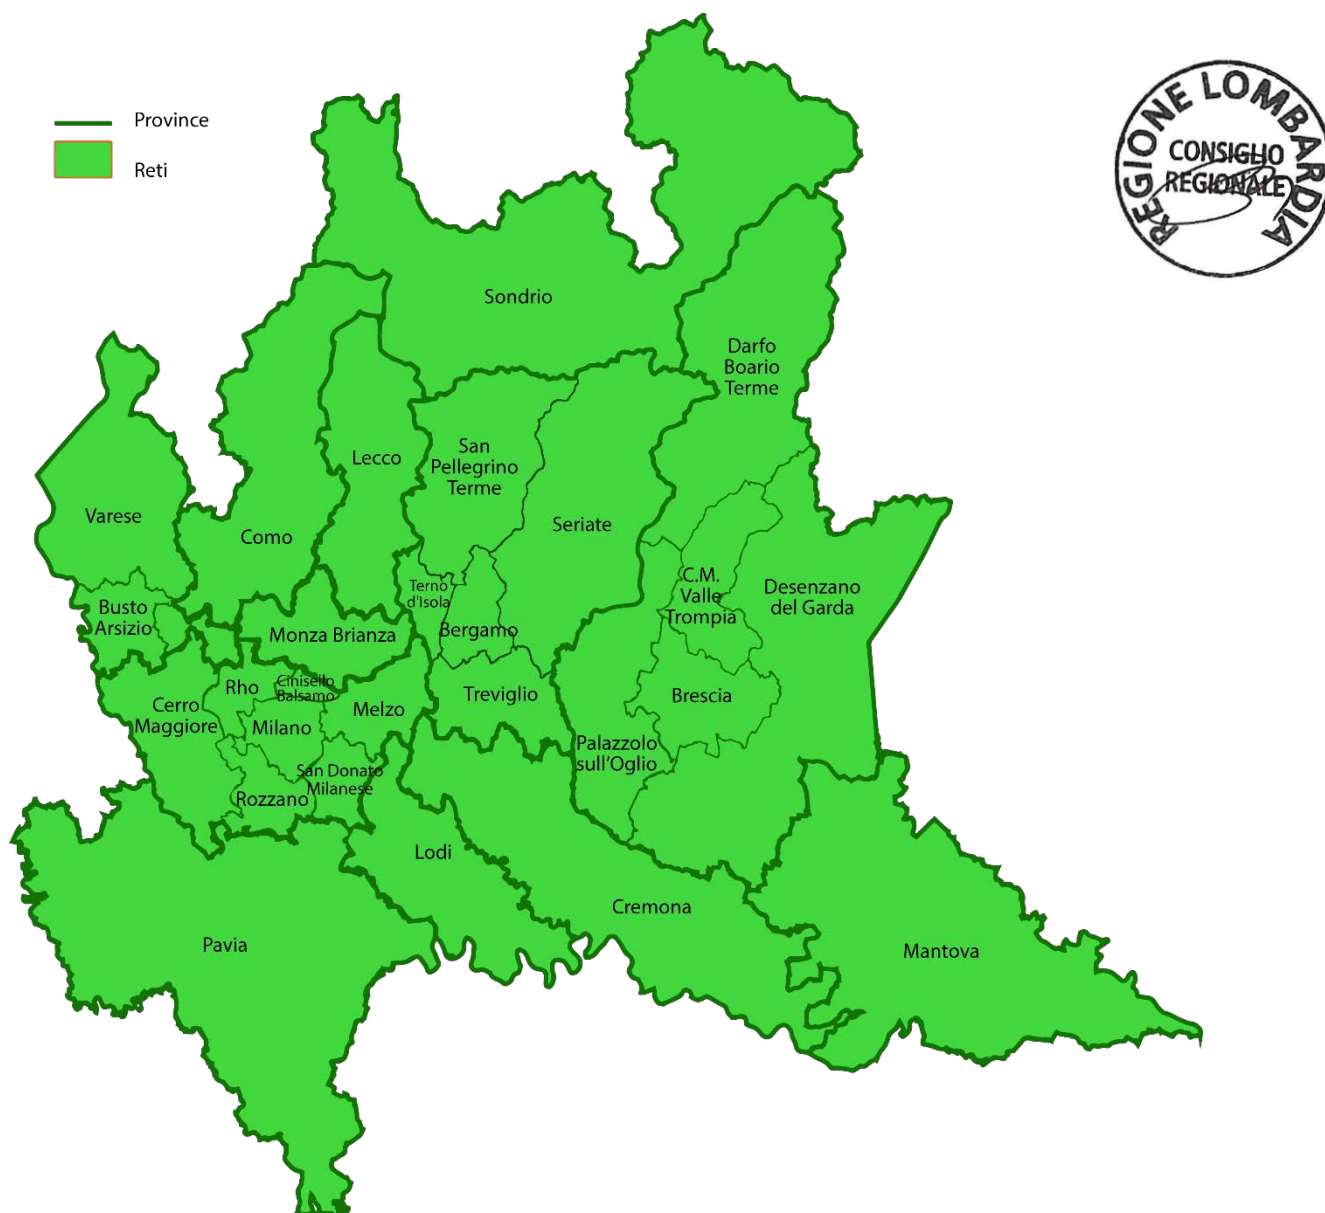 Province
Reti
REGIONE LOMBARDIA
CONSIGLIO
REGIONALE
Sondrio
Darfo
Boario
Terme
San
Pellegrino
Terme
Lecco
Varese
Como
Seriate
C.M.
Valle
Trompia
Desenzano
del Garda
Terno
d'Isola
Busto
Arsizio
Monza Brianza
Bergamo
Rho
Cinisello
Balsamo
Treviglio
Brescia
Cerro
Maggiore
Melzo
Milano
Palazzolo
sull'Oglio
San Donato
Milanese
Rozzano
Lodi
Cremona
Pavia
Mantova